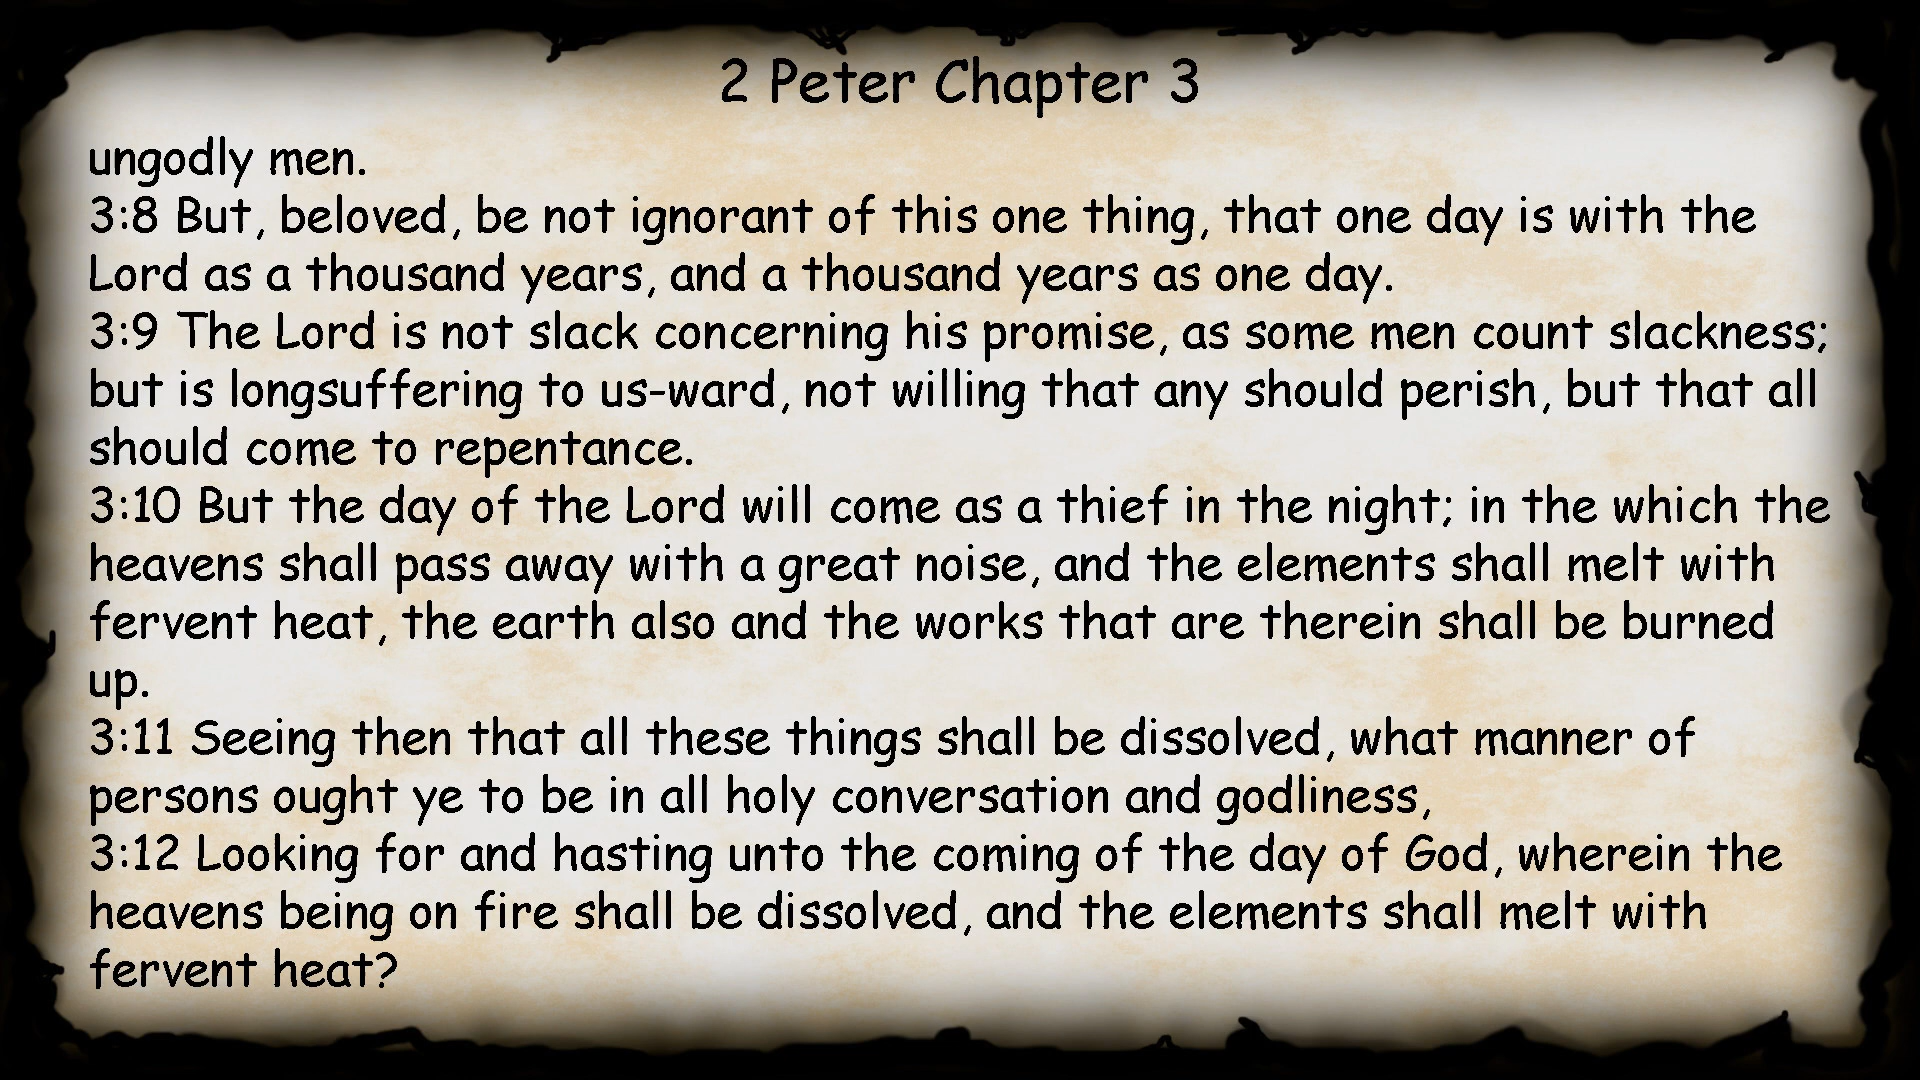 2 Peter Chapter 3
ungodly men.
3:8 But, beloved, be not ignorant of this one thing, that one day is with the
Lord as a thousand years, and a thousand years as one day.
3:9 The Lord is not slack concerning his promise, as some men count slackness;
but is longsuffering to us-ward, not willing that any should perish, but that all
should come to repentance.
3:10 But the day of the Lord will come as a thief in the night; in the which the
heavens shall pass away with a great noise, and the elements shall melt with
fervent heat, the earth also and the works that are therein shall be burned
up.
3:11 Seeing then that all these things shall be dissolved, what manner of
persons ought ye to be in all holy conversation and godliness,
3:12 Looking for and hasting unto the coming of the day of God, wherein the
heavens being on fire shall be dissolved, and the elements shall melt with
fervent heat?